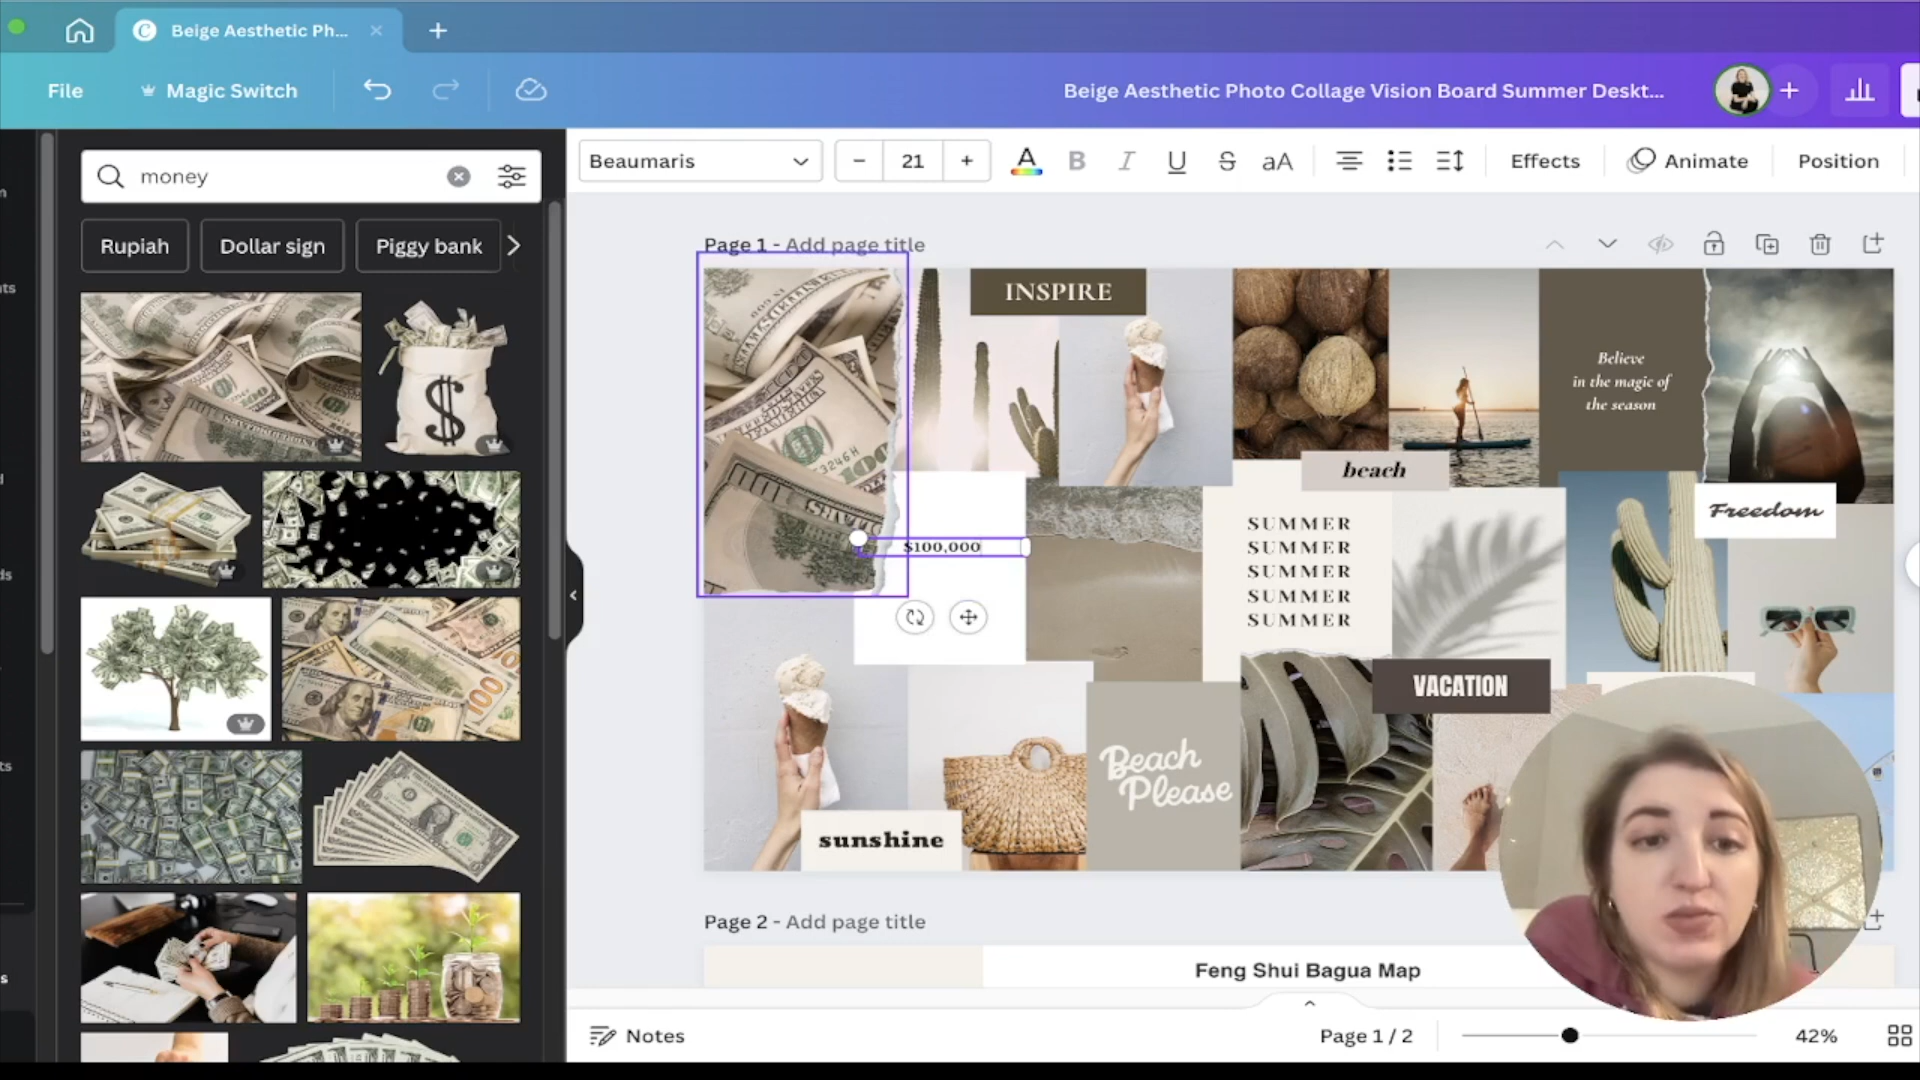 Beige Aesthetic Ph...
File
Magic Switch
Beige Aesthetic Photo Collage Vision Board Summer Deskt...
money
Rupiah
Dollar sign
Piggy bank
Beaumaris
21
A
B
I
U
S
aA
Effects
Animate
Position
Page 1 - Add page title
INSPIRE
Believe
in the magic of
the season
beach
Freedom
$100,000
SUMMER
SUMMER
SUMMER
SUMMER
SUMMER
VACATION
Beach
Please
sunshine
Page 2 - Add page title
Feng Shui Bagua Map
Notes
Page 1 / 2
42%